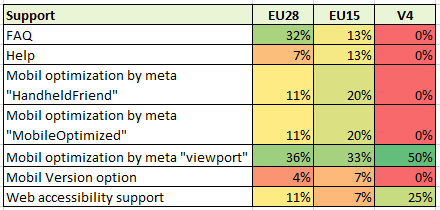 Support EU28 EU15 V4
FAQ 32% 13% 0%
Help 7% 13% 0%
Mobil optimization by meta
"HandheldFriend" 11% 20% 0%
Mobil optimization by meta
"MobileOptimized" 11% 20% 0%
Mobil optimization by meta "viewport" 36% 33% 50%
Mobil Version option 4% 7% 0%
Web accessibility support 11% 7% 25%